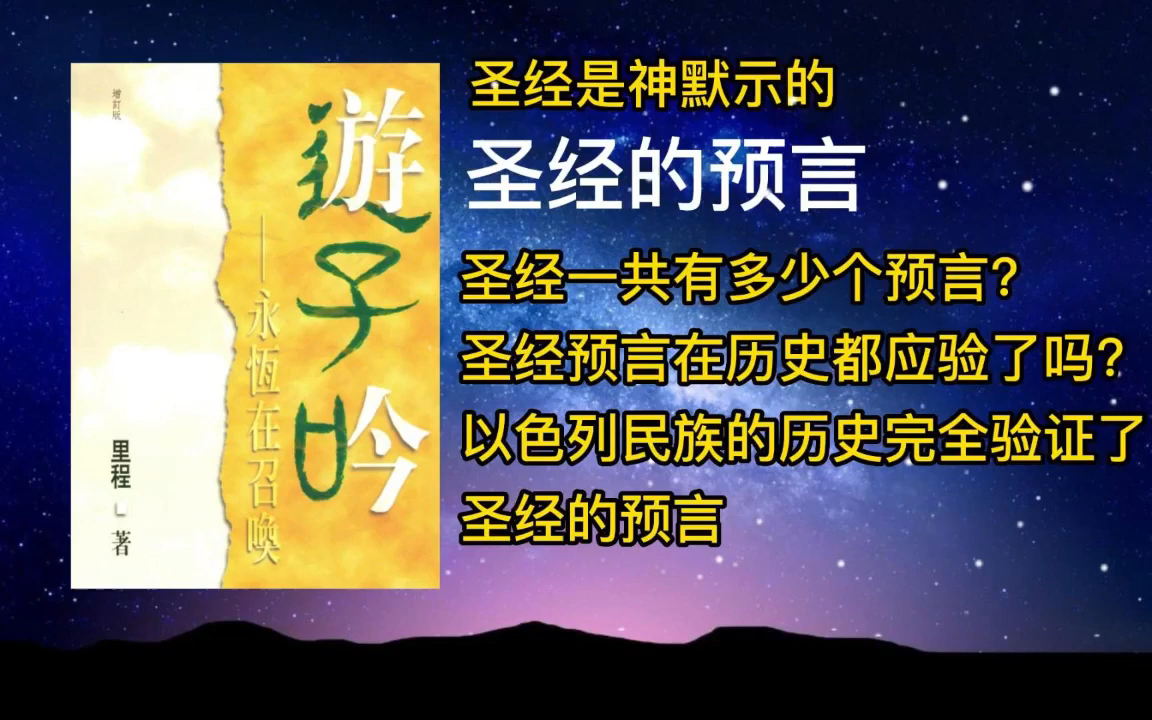 增訂版
遊子吟
——永恆在召喚
里程 著
圣经是神默示的
圣经的预言
圣经一共有多少个预言?
圣经预言在历史都应验了吗?
以色列民族的历史完全验证了
圣经的预言